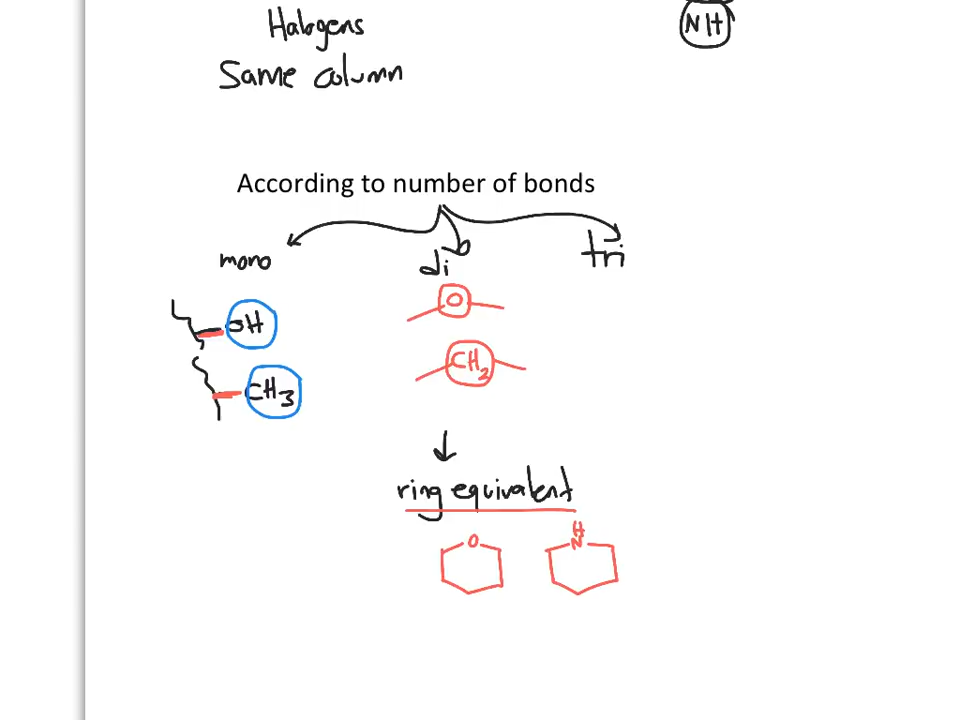 Halogens
NH
Same column
According to number of bonds
mono
di
tri
O
OH
CH2
CH3
ring equivalent
O
H
N